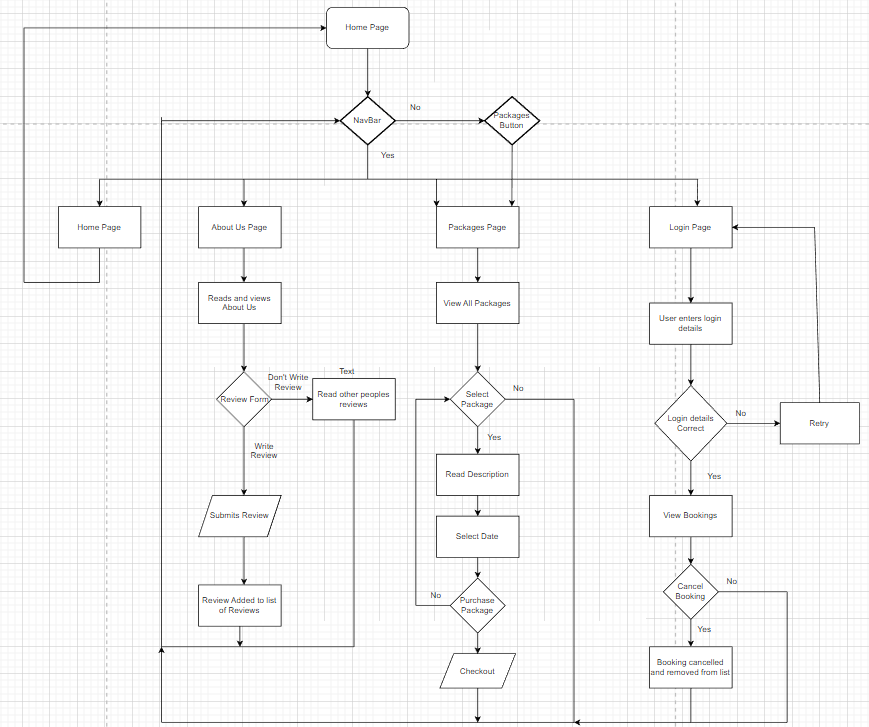 Home Page
No
NavBar
Packages
Button
Yes
Home Page
About Us Page
Packages Page
Login Page
Reads and views
About Us
View All Packages
User enters login
details
Text
Don't Write
Review
Review Form
Read other peoples
reviews
Select
Package
No
Login details
Correct
No
Retry
Yes
Write
Review
Read Description
Yes
Submits Review
Select Date
View Bookings
Review Added to list
of Reviews
No
Purchase
Package
Cancel
Booking
No
Yes
Checkout
Booking cancelled
and removed from list